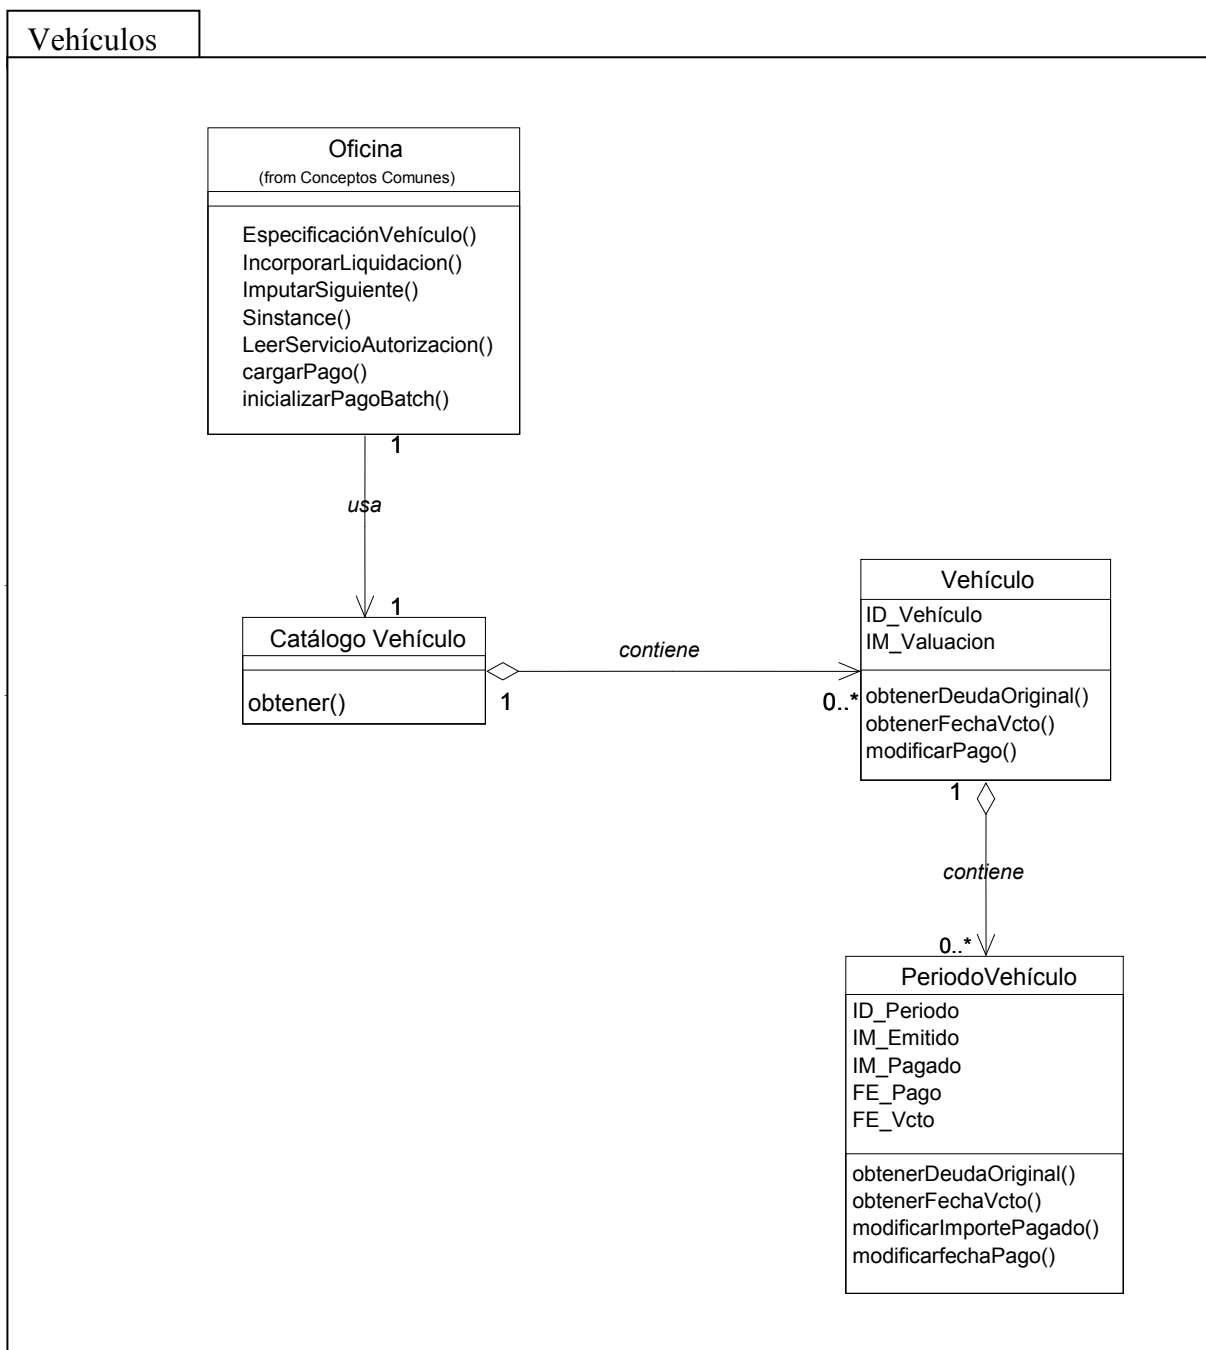 Vehículos
Oficina
(from Conceptos Comunes)
EspecificaciónVehículo()
IncorporarLiquidacion()
ImputarSiguiente()
Sinstance()
LeerServicioAutorizacion()
cargarPago()
inicializarPagoBatch()
1
usa
1
Catálogo Vehículo
obtener()
1
contiene
0..*
Vehículo
ID_Vehículo
IM_Valuacion
obtenerDeudaOriginal()
obtenerFechaVcto()
modificarPago()
1
contiene
0..*
PeriodoVehículo
ID_Periodo
IM_Emitido
IM_Pagado
FE_Pago
FE_Vcto
obtenerDeudaOriginal()
obtenerFechaVcto()
modificarImportePagado()
modificarfechaPago()